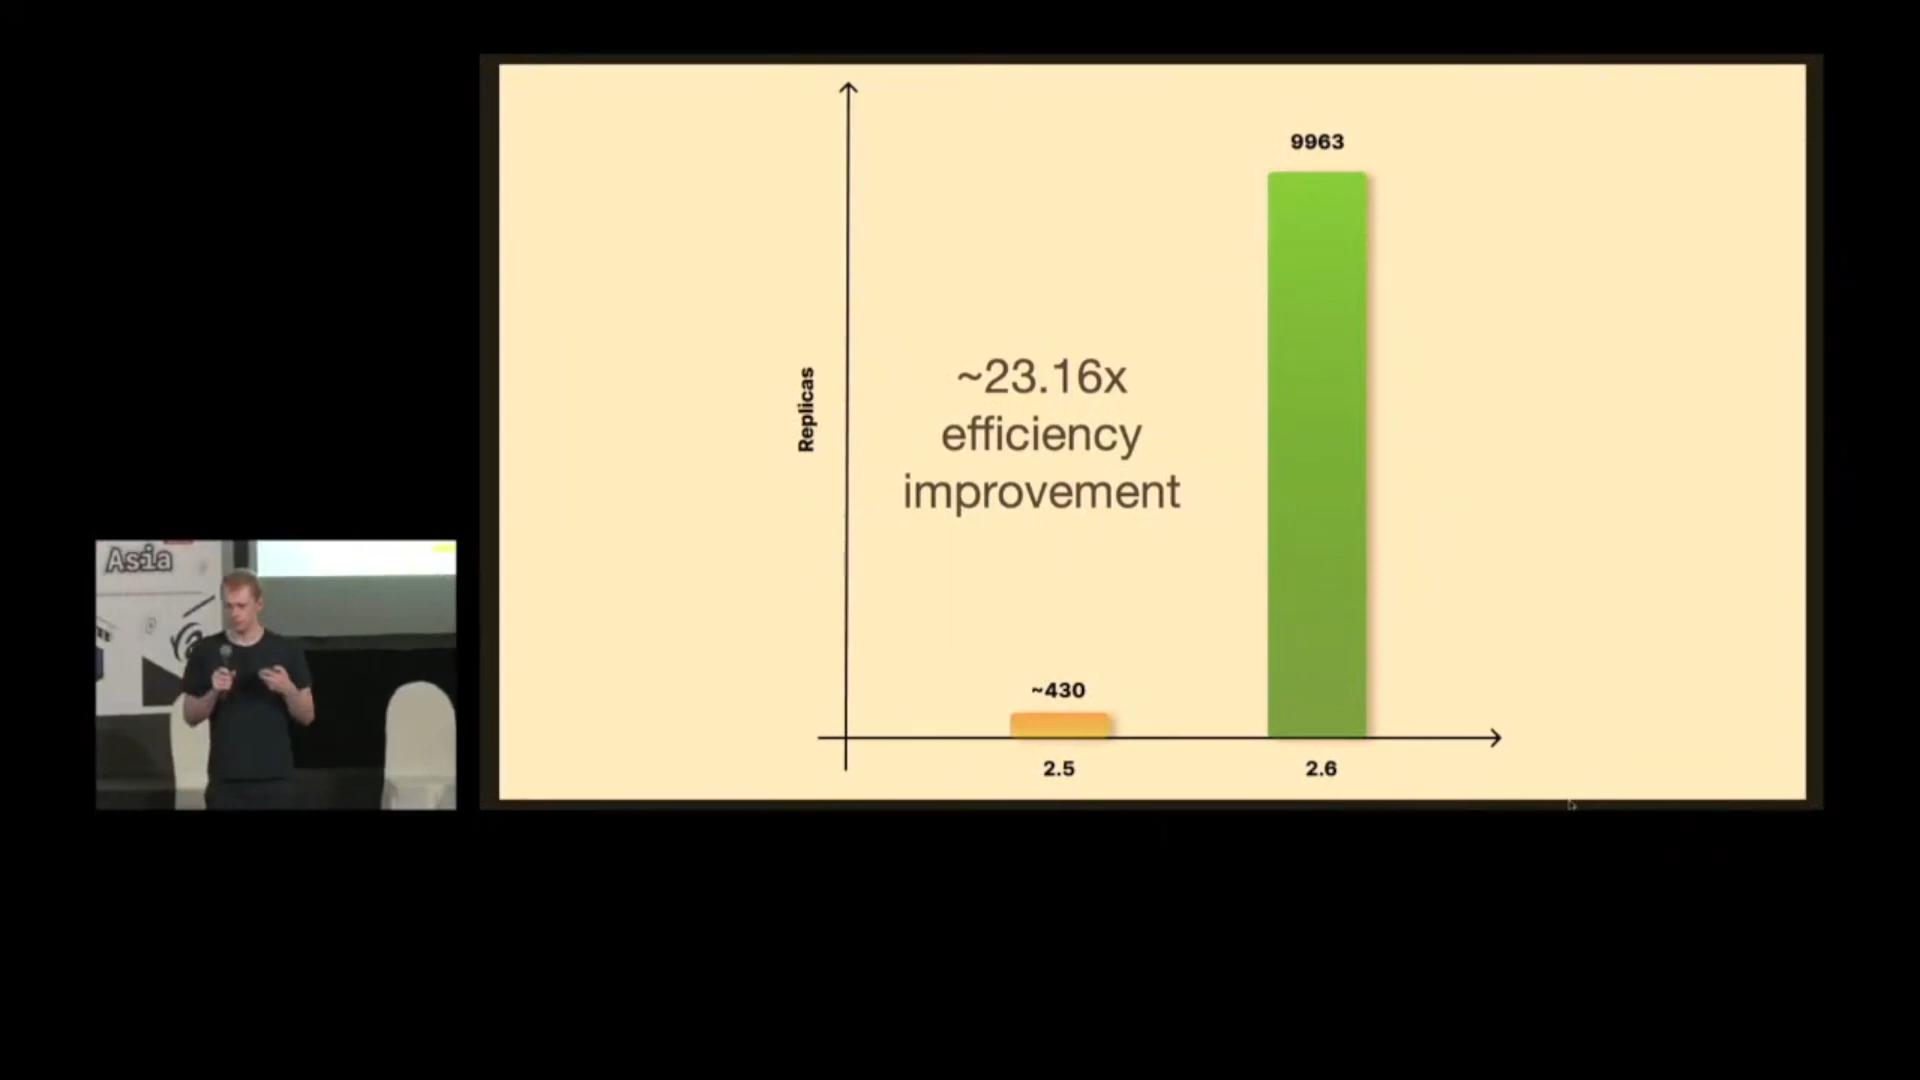 9963
Replicas
~23.16x
efficiency
improvement
~430
2.5
2.6
Asia